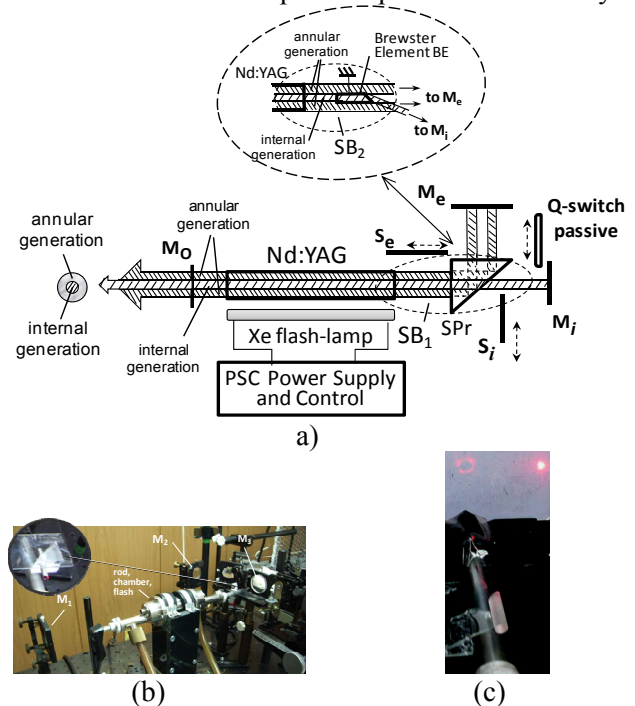 annular
generation
Brewster
Element BE
Nd:YAG
to Me
internal
generation
SB2
to Mi
Me
Q-switch
passive
annular
generation
annular
generation
MO
Nd:YAG
Se
internal
generation
internal
generation
Xe flash-lamp
SB1
SPr
Si
Mi
PSC Power Supply
and Control
a)
M2
M3
rod,
chamber,
flash
M1
(b)
(c)